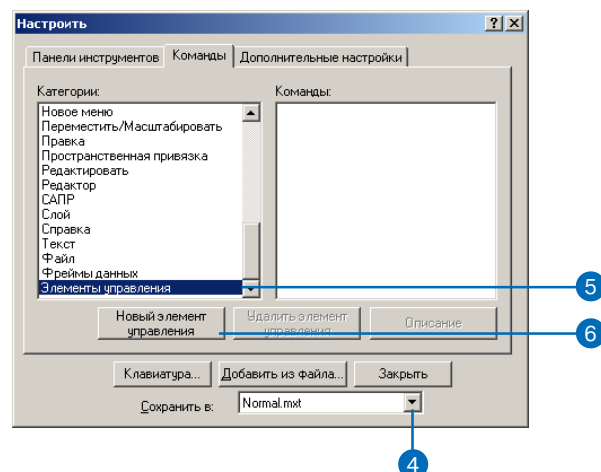 Настроить
Панели инструментов Команды Дополнительные настройки
Категории: Команды:
Новое меню
Переместить/Масштабировать
Правка
Пространственная привязка
Редактировать
Редактор
САПР
Слой
Справка
Текст
Файл
Фреймы данных
Элементы управления
5
Новый элемент управления
Удалить элемент управления
Описание
6
Клавиатура... Добавить из файла... Закрыть
Сохранить в: Normal.mxt
4